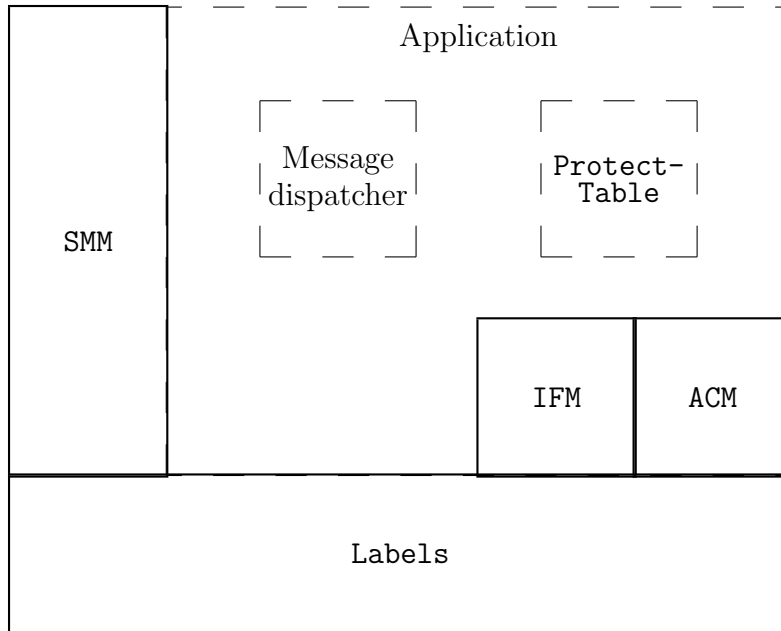 Application
Message
dispatcher
Protect-
Table
SMM
IFM
ACM
Labels